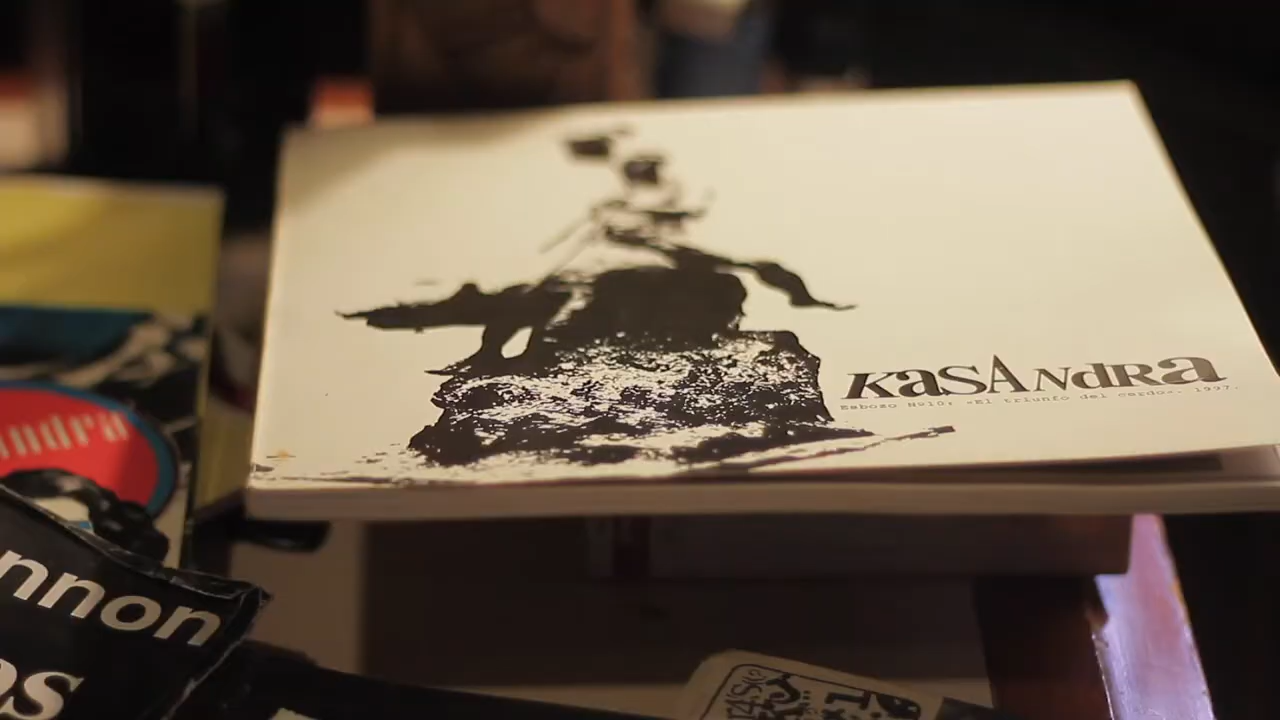 KaSANdRa
Esbozo Nº10: «El triunfo del cerdo». 1997.
andra
nnon
os